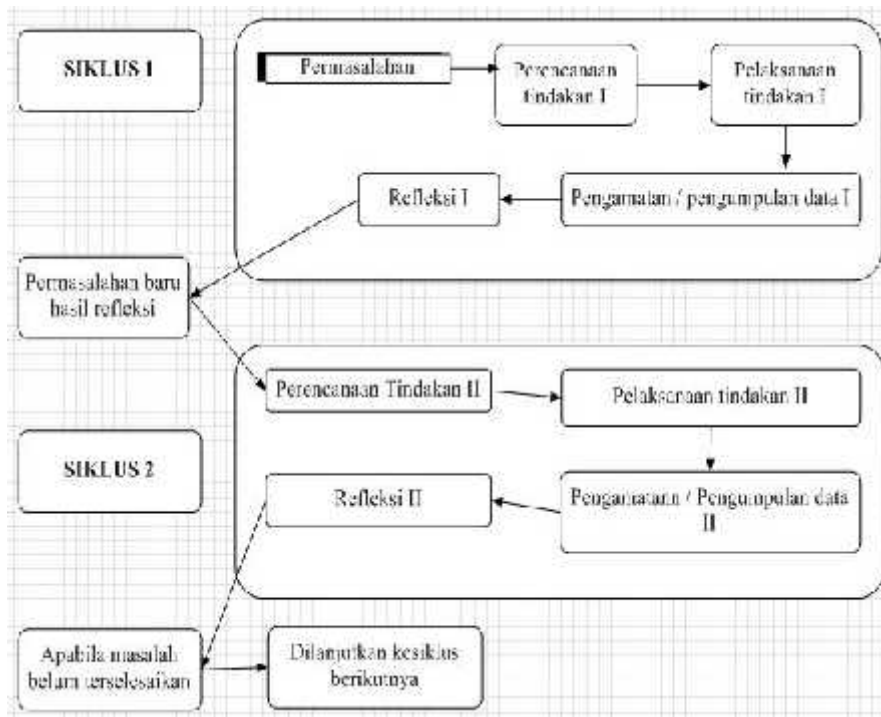 SIKLUS 1
Permasalahan
Perencanaan
tindakan I
Pelaksanaan
tindakan I
Pengamatan / pengumpulan data I
Refleksi I
Permasalahan baru
hasil refleksi
Perencanaan Tindakan II
Pelaksanaan tindakan II
SIKLUS 2
Pengamatann / Pengumpulan data
II
Refleksi II
Apabila masalah
belum terselesaikan
Dilanjutkan kesiklus
berikutnya